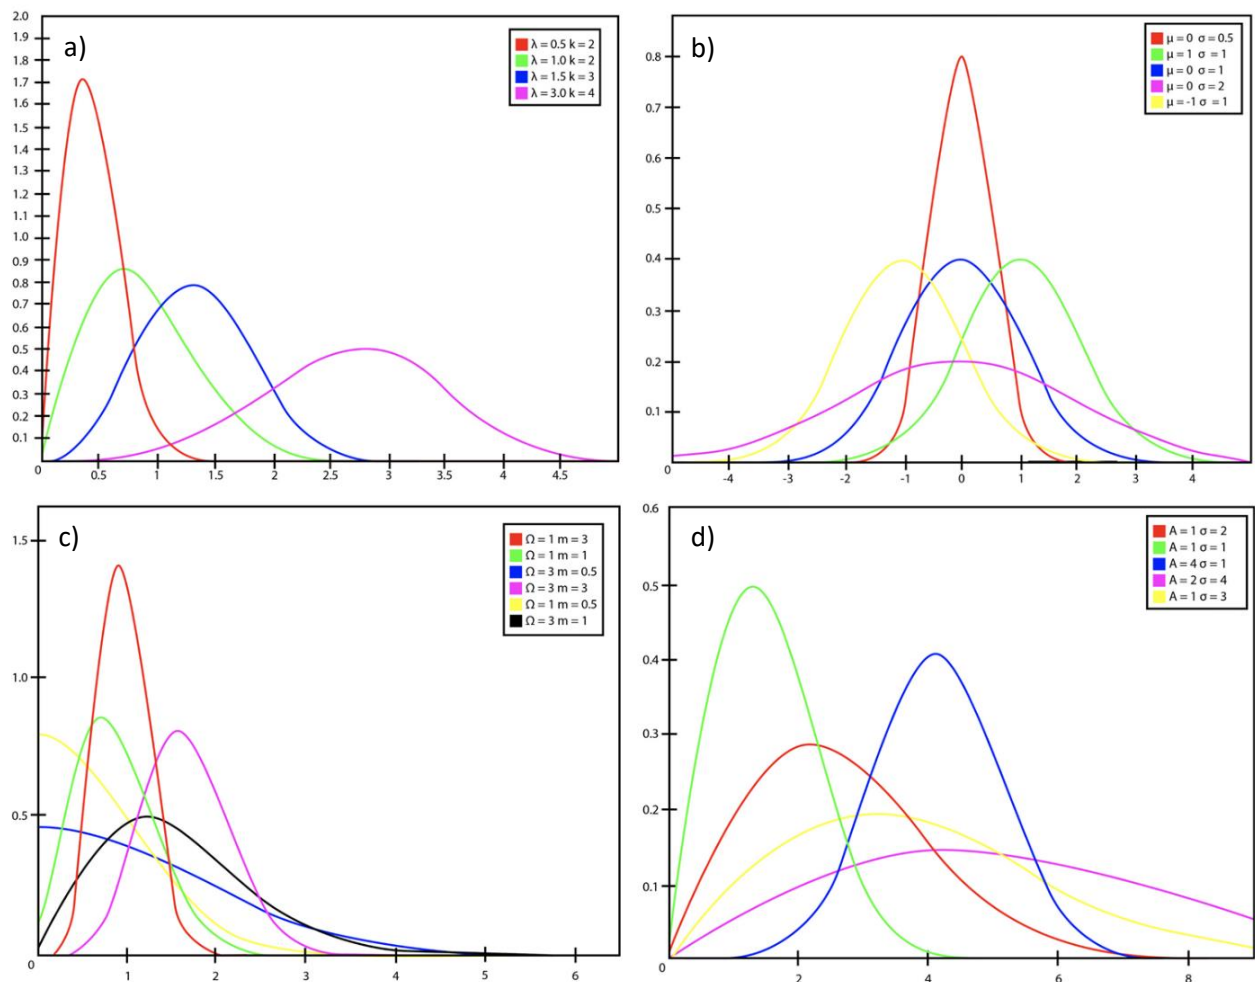 a)
2.0
1.9
1.8
1.7
1.6
1.5
1.4
1.3
1.2
1.1
1.0
0.9
0.8
0.7
0.6
0.5
0.4
0.3
0.2
0.1
0 0.5 1 1.5 2 2.5 3 3.5 4 4.5
λ = 0.5 k = 2
λ = 1.0 k = 2
λ = 1.5 k = 3
λ = 3.0 k = 4
b)
0.8
0.7
0.6
0.5
0.4
0.3
0.2
0.1
0 -4 -3 -2 -1 0 1 2 3 4
μ = 0 σ = 0.5
μ = 1 σ = 1
μ = 0 σ = 1
μ = 0 σ = 2
μ = -1 σ = 1
c)
1.5
1.0
0.5
0 1 2 3 4 5 6
Ω = 1 m = 3
Ω = 1 m = 1
Ω = 3 m = 0.5
Ω = 3 m = 3
Ω = 1 m = 0.5
Ω = 3 m = 1
d)
0.6
0.5
0.4
0.3
0.2
0.1
0 2 4 6 8
A = 1 σ = 2
A = 1 σ = 1
A = 4 σ = 1
A = 2 σ = 4
A = 1 σ = 3